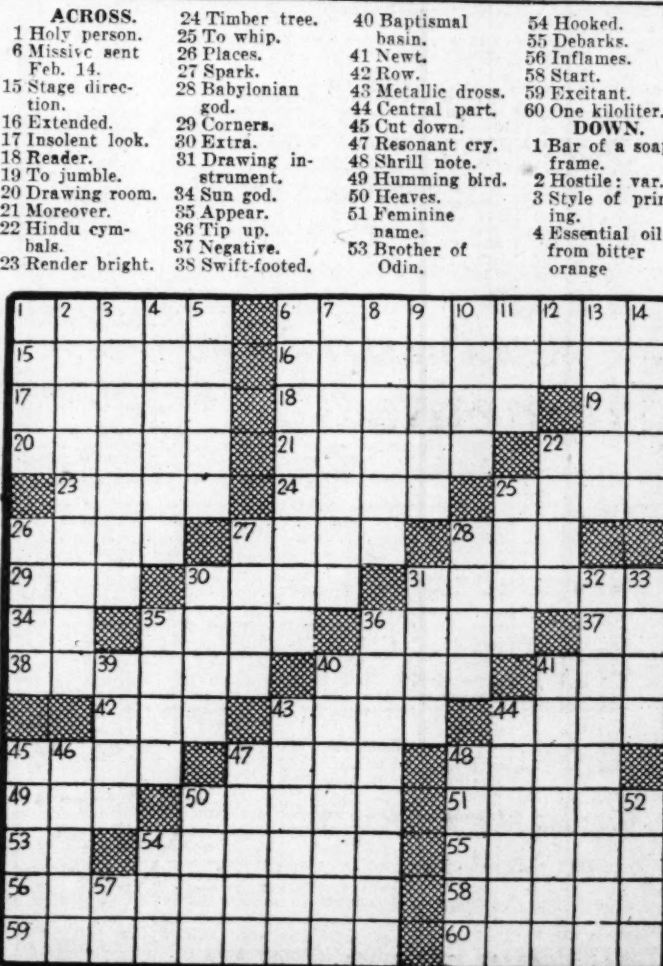 ACROSS.
1 Holy person.
6 Missive sent
Feb. 14.
15 Stage direc-
tion.
16 Extended.
17 Insolent look.
18 Reader.
19 To jumble.
20 Drawing room.
21 Moreover.
22 Hindu cym-
bals.
23 Render bright.
24 Timber tree.
25 To whip.
26 Places.
27 Spark.
28 Babylonian
god.
29 Corners.
30 Extra.
31 Drawing in-
strument.
34 Sun god.
35 Appear.
36 Tip up.
37 Negative.
38 Swift-footed.
40 Baptismal
basin.
41 Newt.
42 Row.
43 Metallic dross.
44 Central part.
45 Cut down.
47 Resonant cry.
48 Shrill note.
49 Humming bird.
50 Heaves.
51 Feminine
name.
53 Brother of
Odin.
54 Hooked.
55 Debarks.
56 Inflames.
58 Start.
59 Excitant.
60 One kiloliter.
DOWN.
1 Bar of a soap
frame.
2 Hostile: var.
3 Style of prin
ing.
4 Essential oil
from bitter
orange
1 2 3 4 5 6 7 8 9 10 11 12 13 14
15 16
17 18 19
20 21 22
23 24 25
26 27 28
29 30 31 32 33
34 35 36 37
38 39 40 41
42 43 44
45 46 47 48
49 50 51 52
53 54 55
56 57 58
59 60